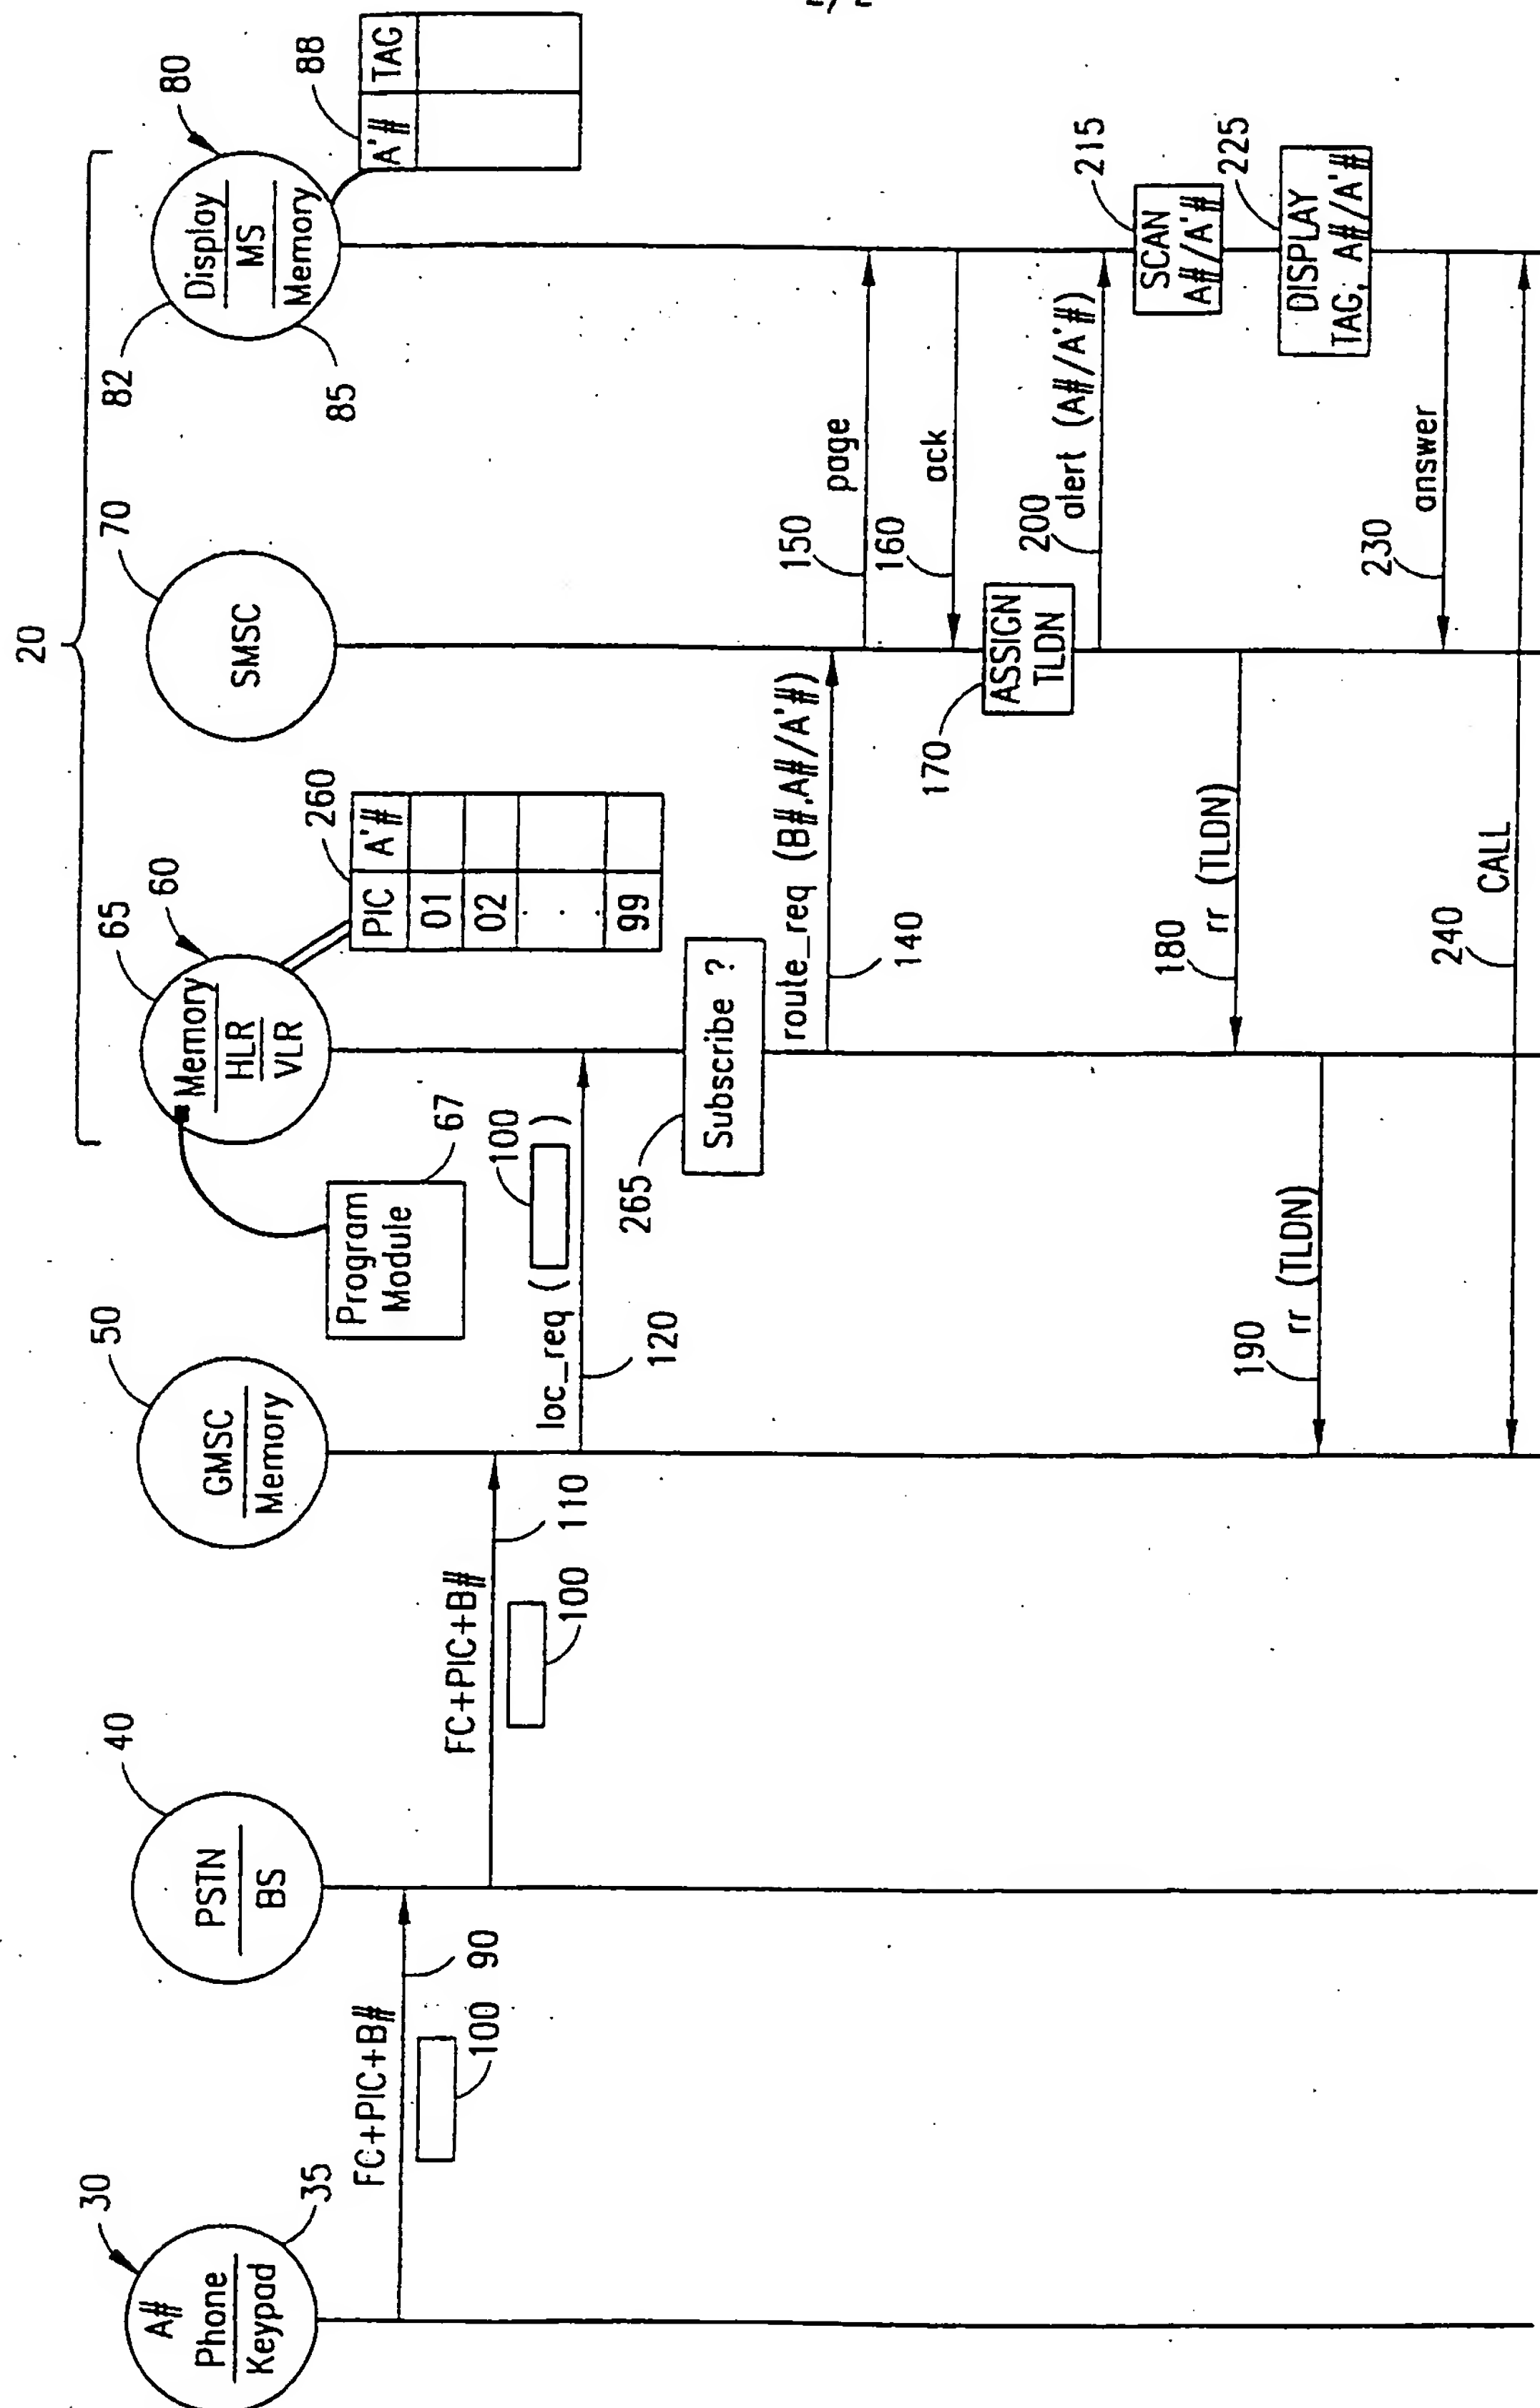 20
30
A#
Phone
Keypad
35
40
PSTN
BS
50
GMSC
Memory
65
60
Memory
HLR
VLR
67
Program
Module
260
PIC A'#
01
02
. .
99
70
SMSC
80
82
Display
MS
Memory
85
88
A'# TAG
FC+PIC+B#
90
100
FC+PIC+B#
110
100
loc_req ( )
100
120
265
Subscribe ?
route_req (B#,A#/A'#)
140
150
page
160
ack
170
ASSIGN
TLDN
200
alert (A#/A'#)
215
SCAN
A#/A'#
180
rr (TLDN)
225
DISPLAY
TAG, A#/A'#
190
rr (TLDN)
230
answer
240
CALL